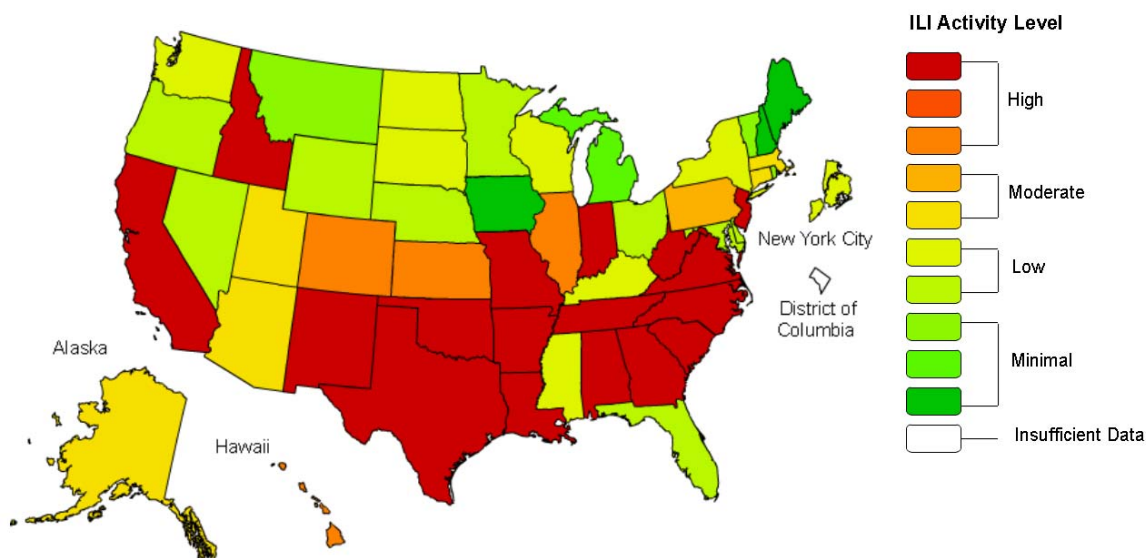 ILI Activity Level
High
Moderate
Low
Minimal
Insufficient Data
New York City
District of
Columbia
Alaska
Hawaii